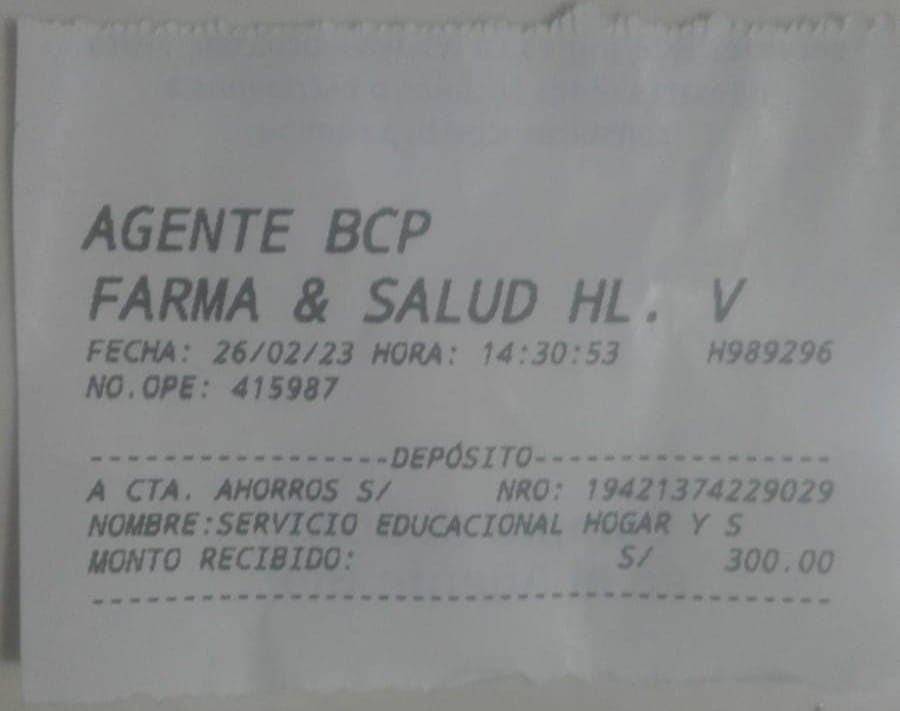 AGENTE BCP
FARMA & SALUD HL. V
FECHA: 26/02/23 HORA: 14:30:53 H989296
NO.OPE: 415987
------------------DEPÓSITO------------------
A CTA. AHORROS S/ NRO: 19421374229029
NOMBRE:SERVICIO EDUCACIONAL HOGAR Y S
MONTO RECIBIDO: S/ 300.00
---------------------------------------------